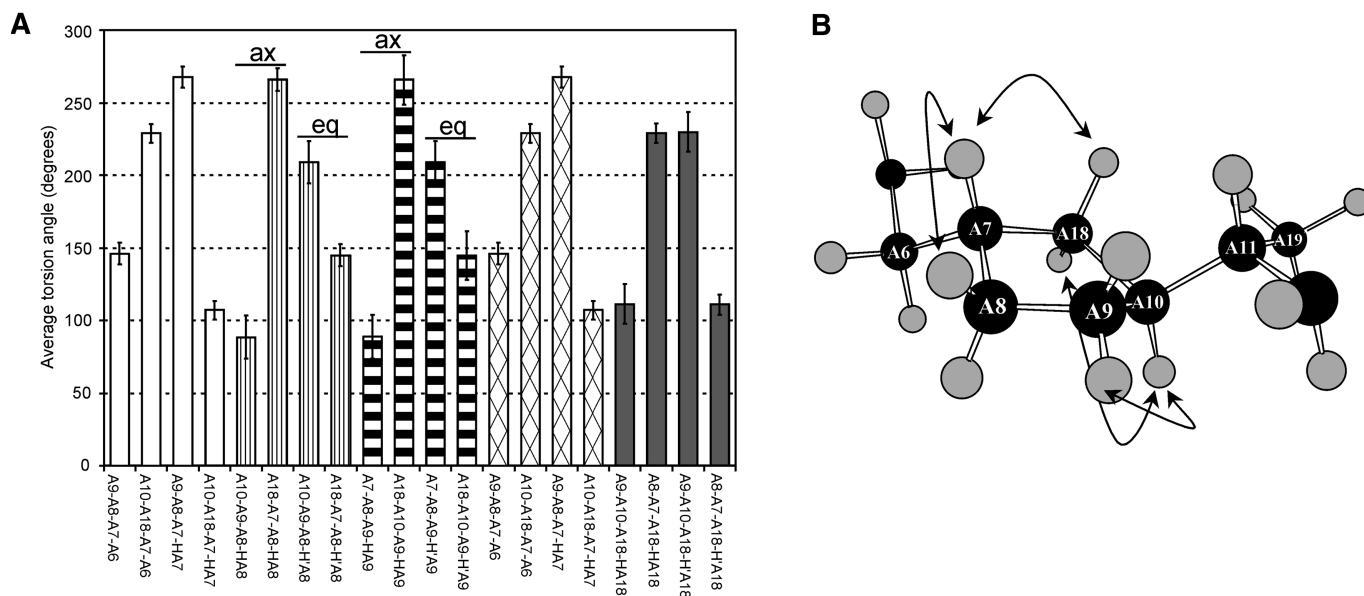 A
Average torsion angle (degrees)
300
250
200
150
100
50
0
ax
eq
ax
eq
A9-A8-A7-A6
A10-A18-A7-A6
A9-A8-A7-HA7
A10-A18-A7-HA7
A10-A9-A8-HA8
A18-A7-A8-HA8
A10-A9-A8-H'A8
A18-A7-A8-H'A8
A7-A8-A9-HA9
A18-A10-A9-HA9
A7-A8-A9-H'A9
A18-A10-A9-H'A9
A9-A8-A7-A6
A10-A18-A7-A6
A9-A8-A7-HA7
A10-A18-A7-HA7
A9-A10-A18-HA18
A8-A7-A18-HA18
A9-A10-A18-H'A18
A8-A7-A18-H'A18
B
A7
A18
A6
A11
A19
A8
A9
A10